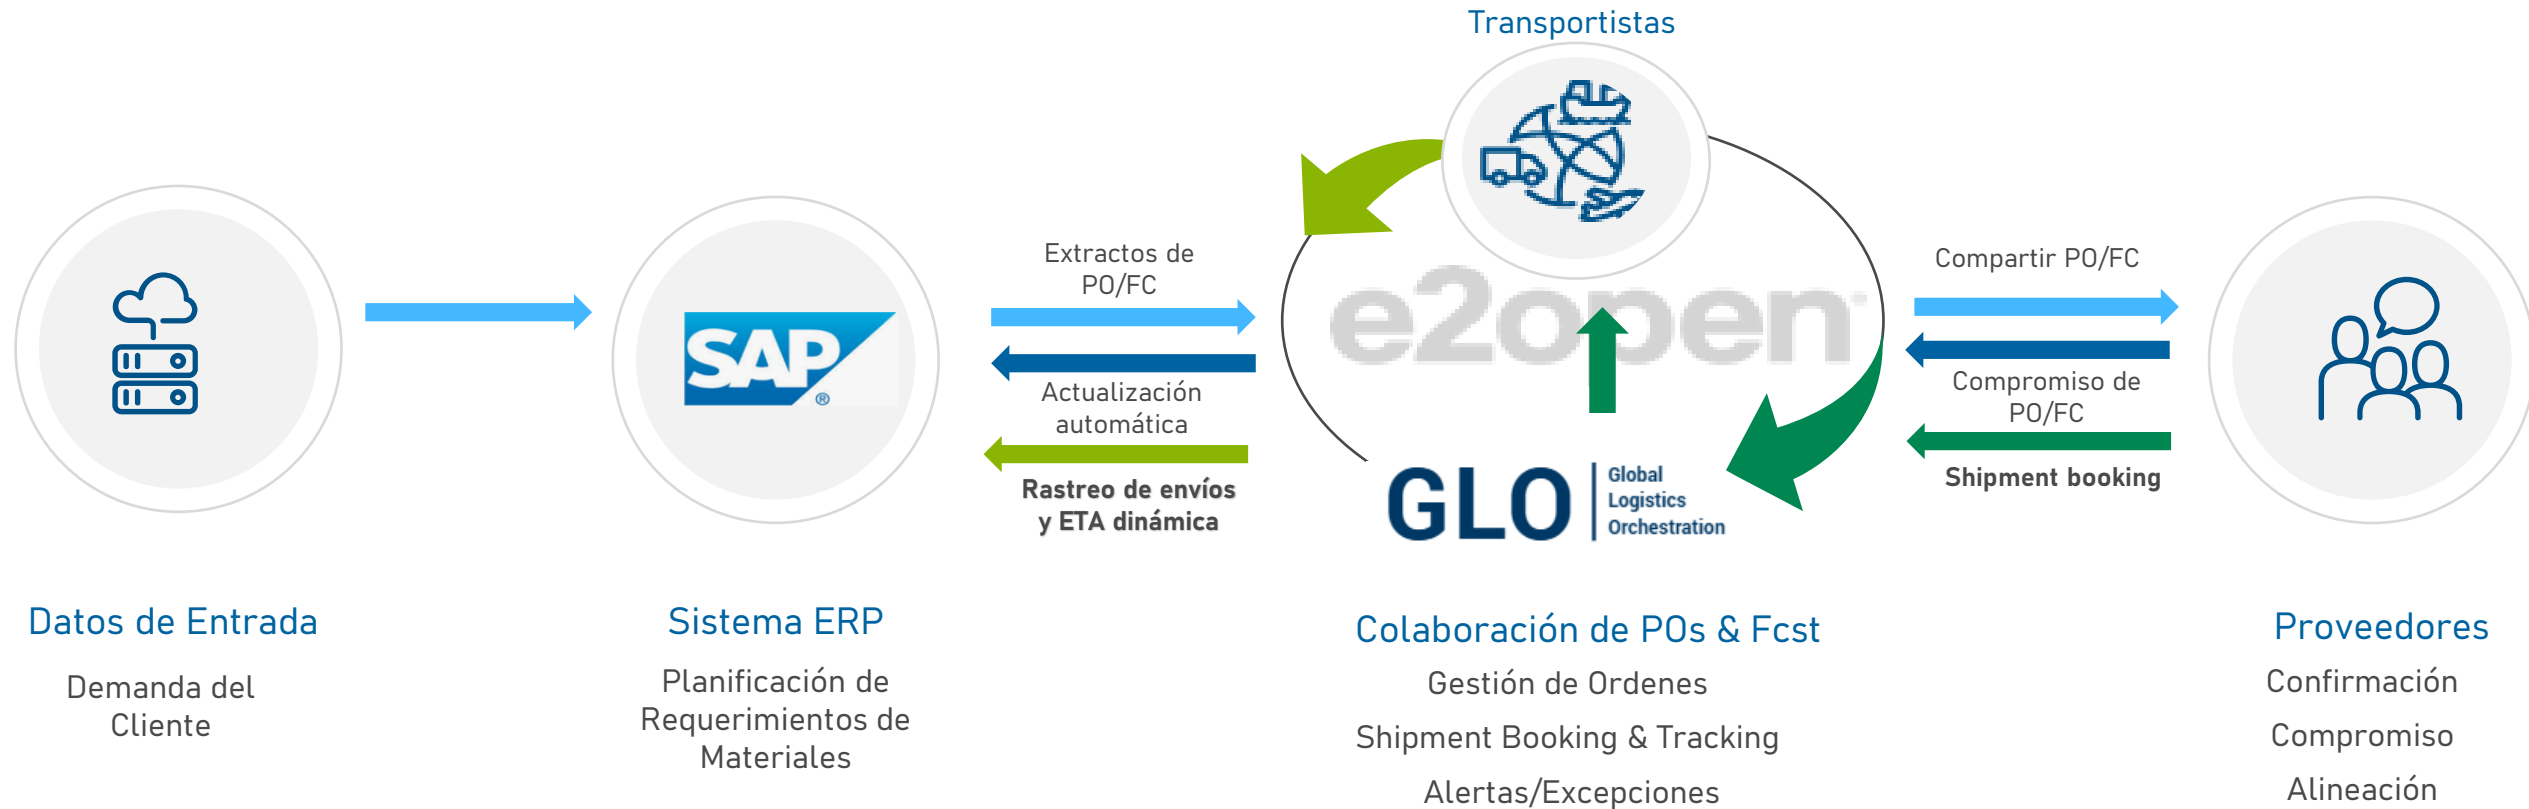 Transportistas
Extractos de
PO/FC
Compartir PO/FC
e2open
SAP
®
Actualización
automática
Compromiso de
PO/FC
Rastreo de envíos
y ETA dinámica
GLO
Global
Logistics
Orchestration
Shipment booking
Datos de Entrada
Demanda del
Cliente
Sistema ERP
Planificación de
Requerimientos de
Materiales
Colaboración de POs & Fcst
Gestión de Ordenes
Shipment Booking & Tracking
Alertas/Excepciones
Proveedores
Confirmación
Compromiso
Alineación